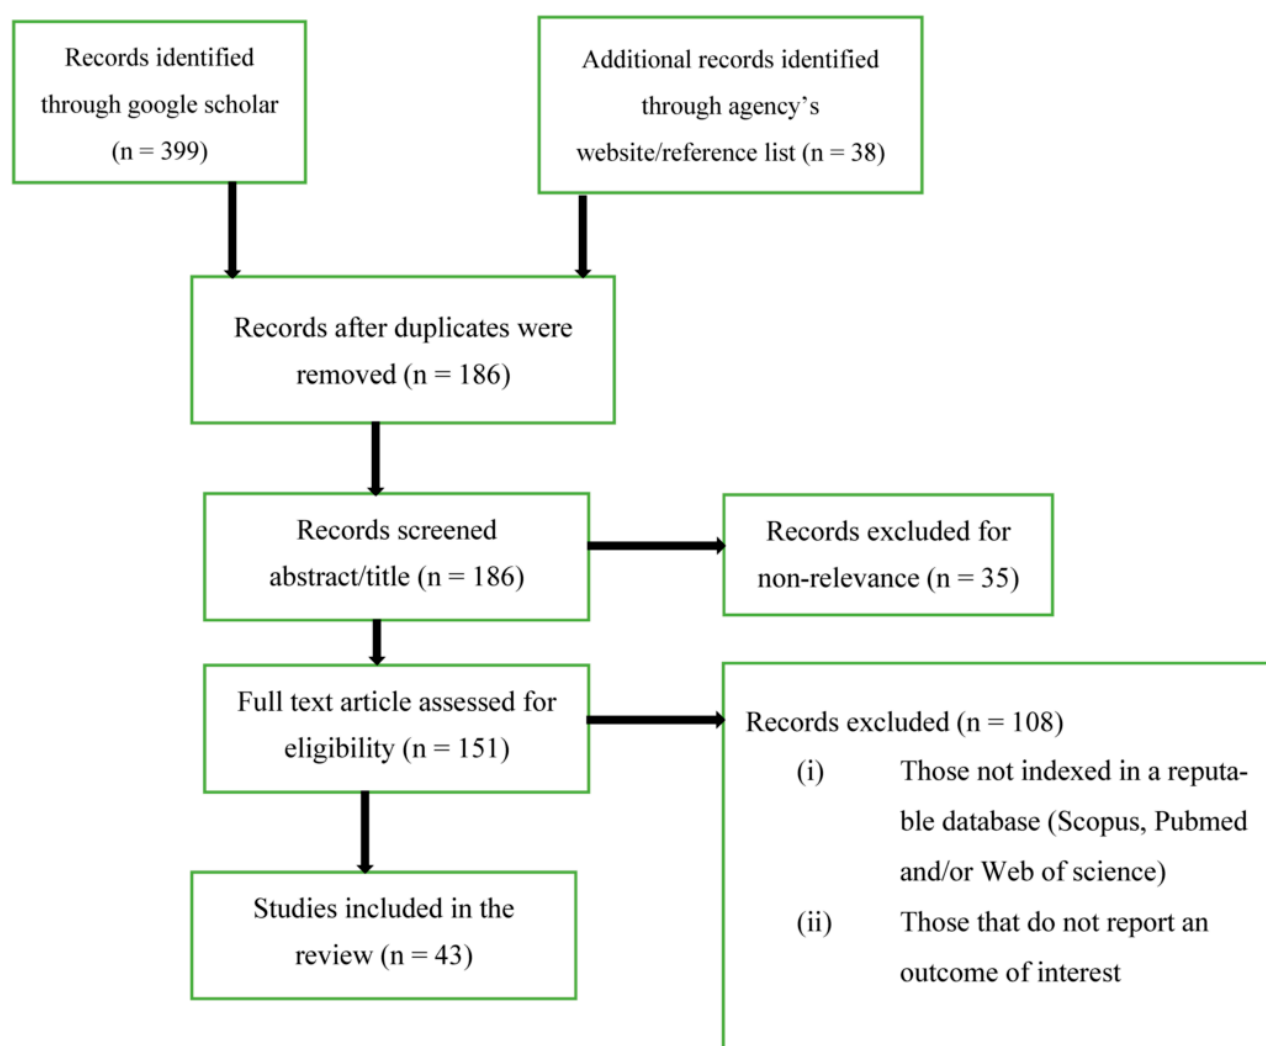 Records identified
through google scholar
(n = 399)
Additional records identified
through agency’s
website/reference list (n = 38)
Records after duplicates were
removed (n = 186)
Records screened
abstract/title (n = 186)
Records excluded for
non-relevance (n = 35)
Full text article assessed for
eligibility (n = 151)
Records excluded (n = 108)
(i) Those not indexed in a reputa-
ble database (Scopus, Pubmed
and/or Web of science)
(ii) Those that do not report an
outcome of interest
Studies included in the
review (n = 43)